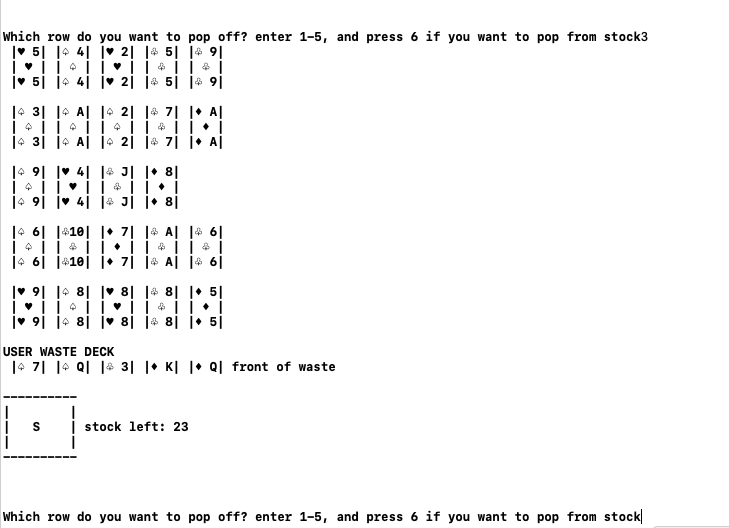 Which row do you want to pop off? enter 1-5, and press 6 if you want to pop from stock3
|♥ 5| |♤ 4| |♥ 2| |♧ 5| |♧ 9|
| ♥ | | ♤ | | ♥ | | ♧ | | ♧ |
|♥ 5| |♤ 4| |♥ 2| |♧ 5| |♧ 9|
|♤ 3| |♤ A| |♤ 2| |♧ 7| |♦ A|
| ♤ | | ♤ | | ♤ | | ♧ | | ♦ |
|♤ 3| |♤ A| |♤ 2| |♧ 7| |♦ A|
|♤ 9| |♥ 4| |♧ J| |♦ 8|
| ♤ | | ♥ | | ♧ | | ♦ |
|♤ 9| |♥ 4| |♧ J| |♦ 8|
|♤ 6| |♧10| |♦ 7| |♧ A| |♧ 6|
| ♤ | | ♧ | | ♦ | | ♧ | | ♧ |
|♤ 6| |♧10| |♦ 7| |♧ A| |♧ 6|
|♥ 9| |♤ 8| |♥ 8| |♧ 8| |♦ 5|
| ♥ | | ♤ | | ♥ | | ♧ | | ♦ |
|♥ 9| |♤ 8| |♥ 8| |♧ 8| |♦ 5|
USER WASTE DECK
|♤ 7| |♤ Q| |♧ 3| |♦ K| |♦ Q| front of waste
----------
|        |
|   S    | stock left: 23
|        |
----------
Which row do you want to pop off? enter 1-5, and press 6 if you want to pop from stock